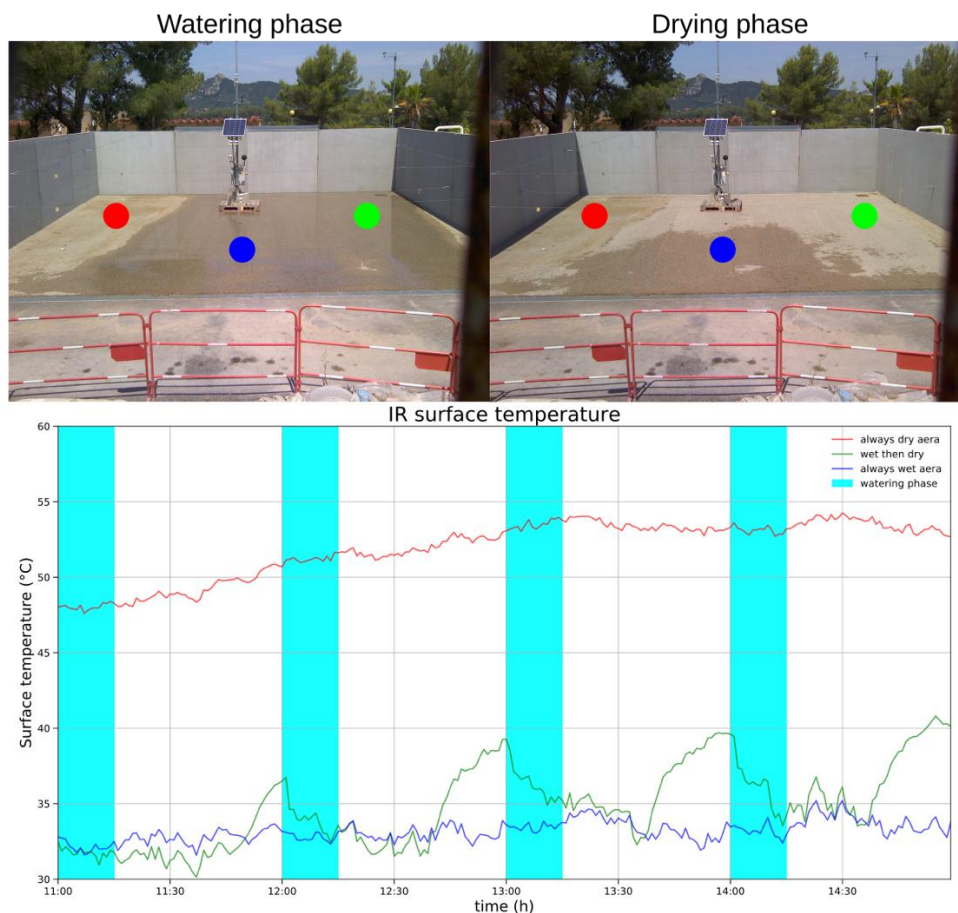 Watering phase
Drying phase
IR surface temperature
60
55
50
45
40
35
30
Surface temperature (°C)
always dry aera
wet then dry
always wet aera
watering phase
11:00
11:30
12:00
12:30
13:00
13:30
14:00
14:30
time (h)